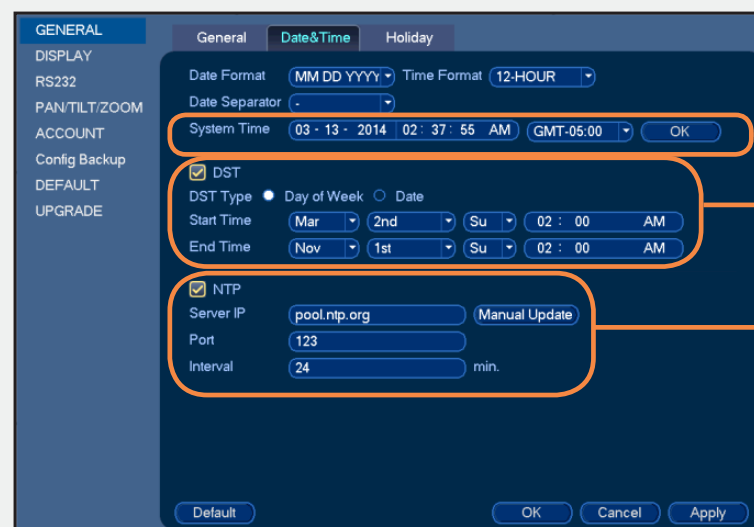 GENERAL
DISPLAY
RS232
PAN/TILT/ZOOM
ACCOUNT
Config Backup
DEFAULT
UPGRADE
General Date&Time Holiday
Date Format MM DD YYYY Time Format 12-HOUR
Date Separator -
System Time 03 - 13 - 2014 02 : 37 : 55 AM GMT-05:00 OK
DST
DST Type Day of Week Date
Start Time Mar 2nd Su 02 : 00 AM
End Time Nov 1st Su 02 : 00 AM
NTP
Server IP pool.ntp.org Manual Update
Port 123
Interval 24 min.
Default OK Cancel Apply